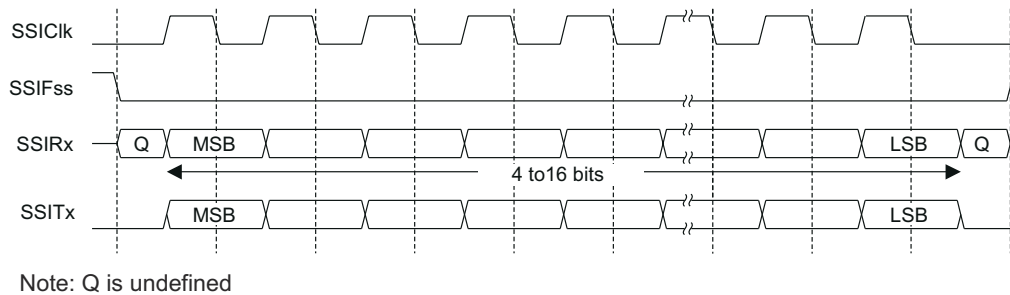 SSIClk
SSIFss
SSIRx Q MSB LSB Q
4 to16 bits
SSITx MSB LSB
Note: Q is undefined